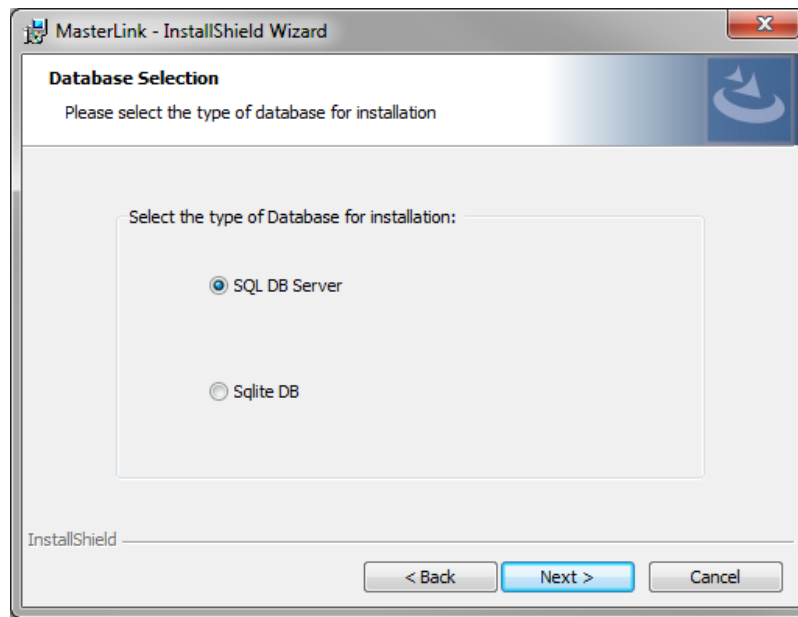 MasterLink - InstallShield Wizard
Database Selection
Please select the type of database for installation
Select the type of Database for installation:
SQL DB Server
Sqlite DB
InstallShield
< Back Next > Cancel